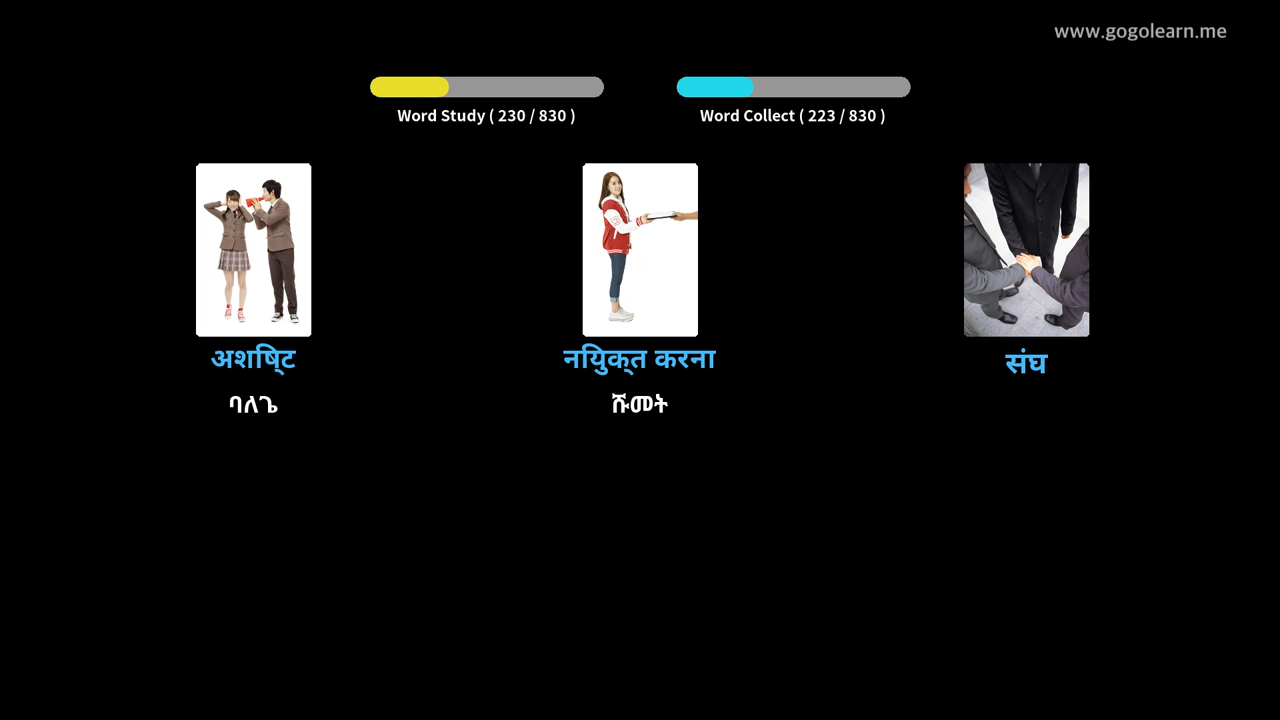 www.gogolearn.me
Word Study ( 230 / 830 )
Word Collect ( 223 / 830 )
अशिष्ट
नियुक्त करना
संघ
ባለጌ
ሹመት